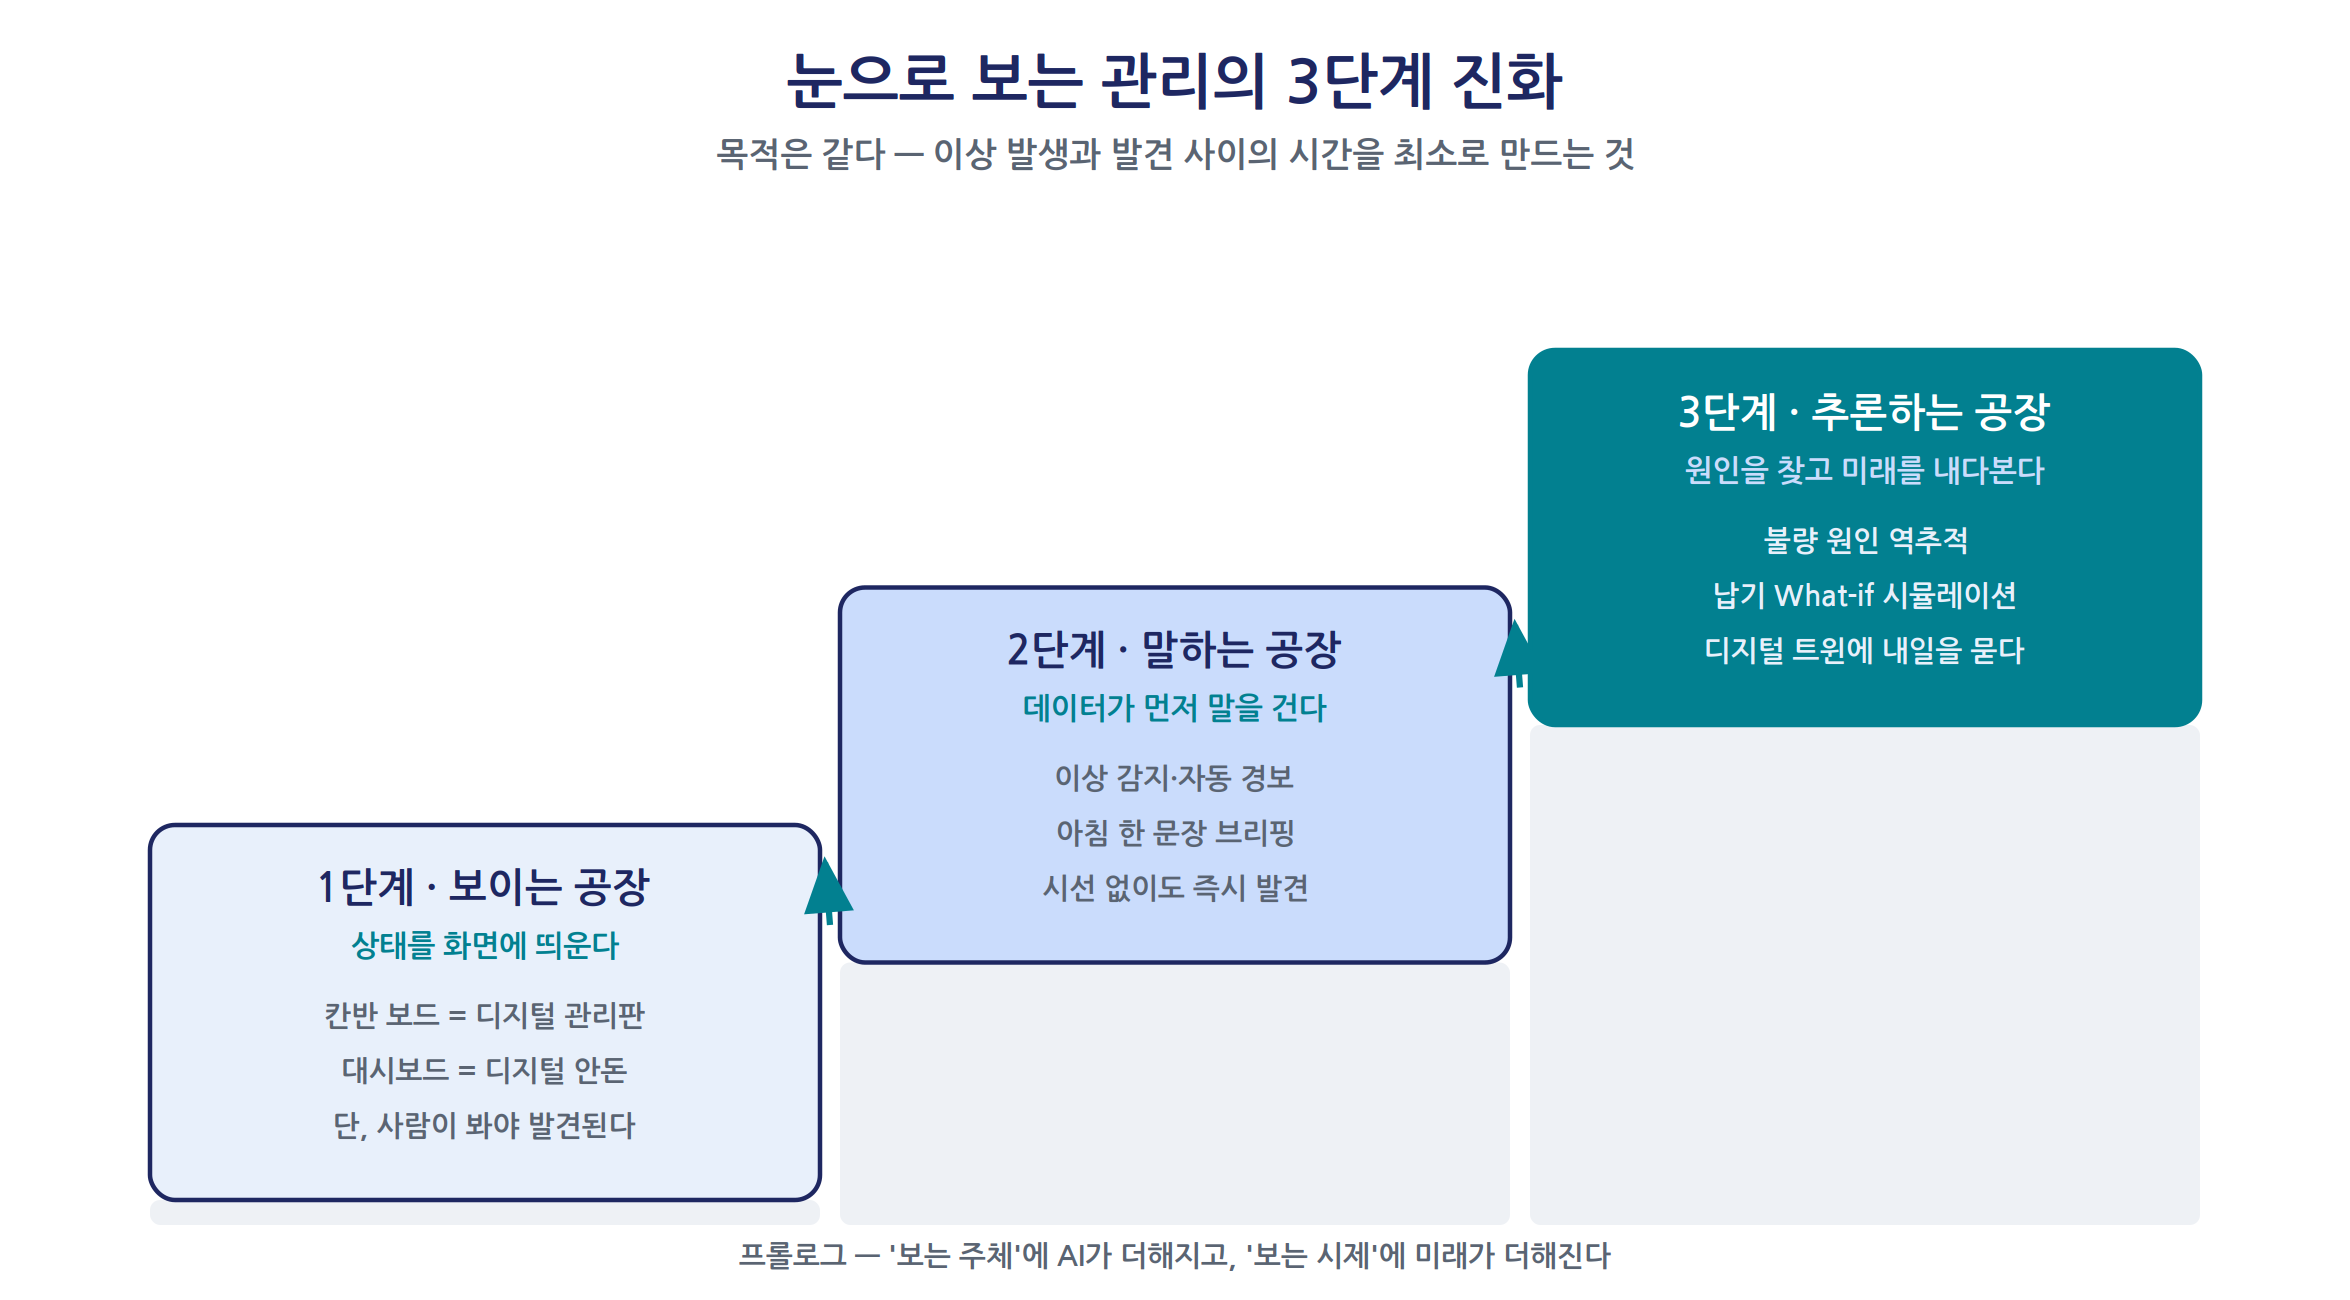 눈으로 보는 관리의 3단계 진화
목적은 같다 — 이상 발생과 발견 사이의 시간을 최소로 만드는 것
1단계 · 보이는 공장
상태를 화면에 띄운다
칸반 보드 = 디지털 관리판
대시보드 = 디지털 안돈
단, 사람이 봐야 발견된다
2단계 · 말하는 공장
데이터가 먼저 말을 건다
이상 감지·자동 경보
아침 한 문장 브리핑
시선 없이도 즉시 발견
3단계 · 추론하는 공장
원인을 찾고 미래를 내다본다
불량 원인 역추적
납기 What-if 시뮬레이션
디지털 트윈에 내일을 묻다
프롤로그 — '보는 주체'에 AI가 더해지고, '보는 시제'에 미래가 더해진다